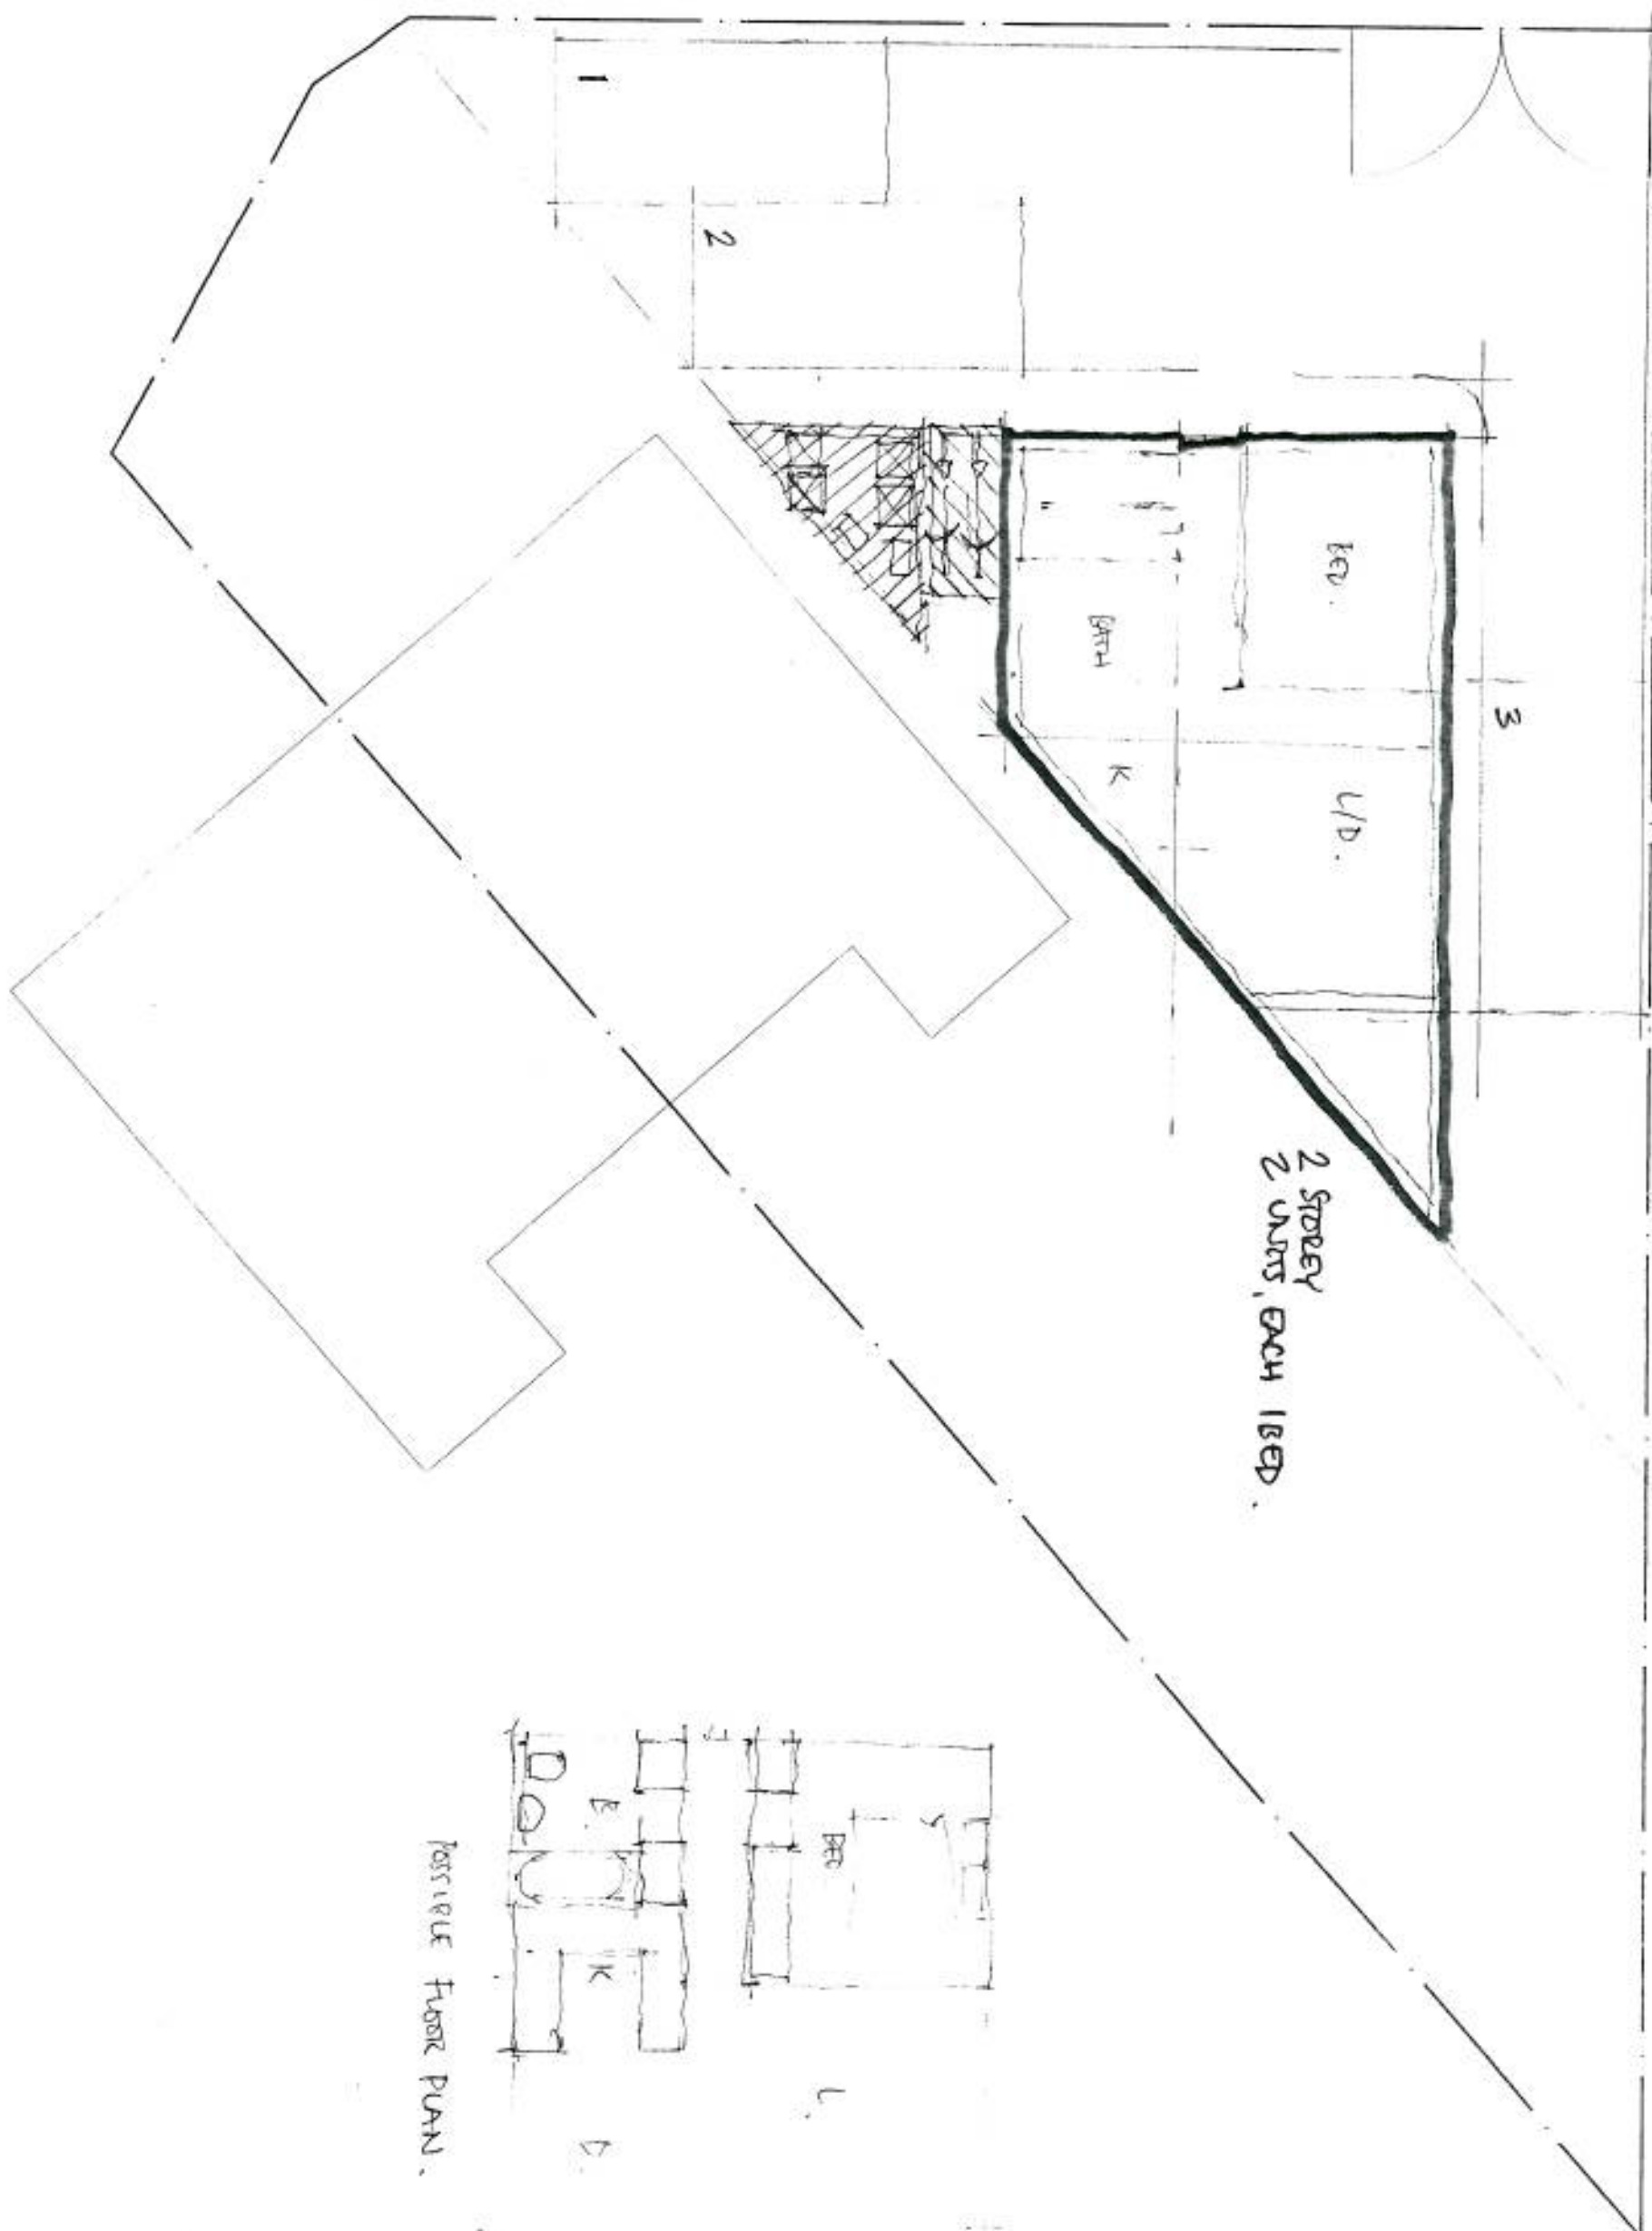 1
2
3
BED.
BATH
K
L/D.
2 STOREY
2 UNITS, EACH 1BED.
BED
B.
K
L.
D.
POSSIBLE FLOOR PLAN.